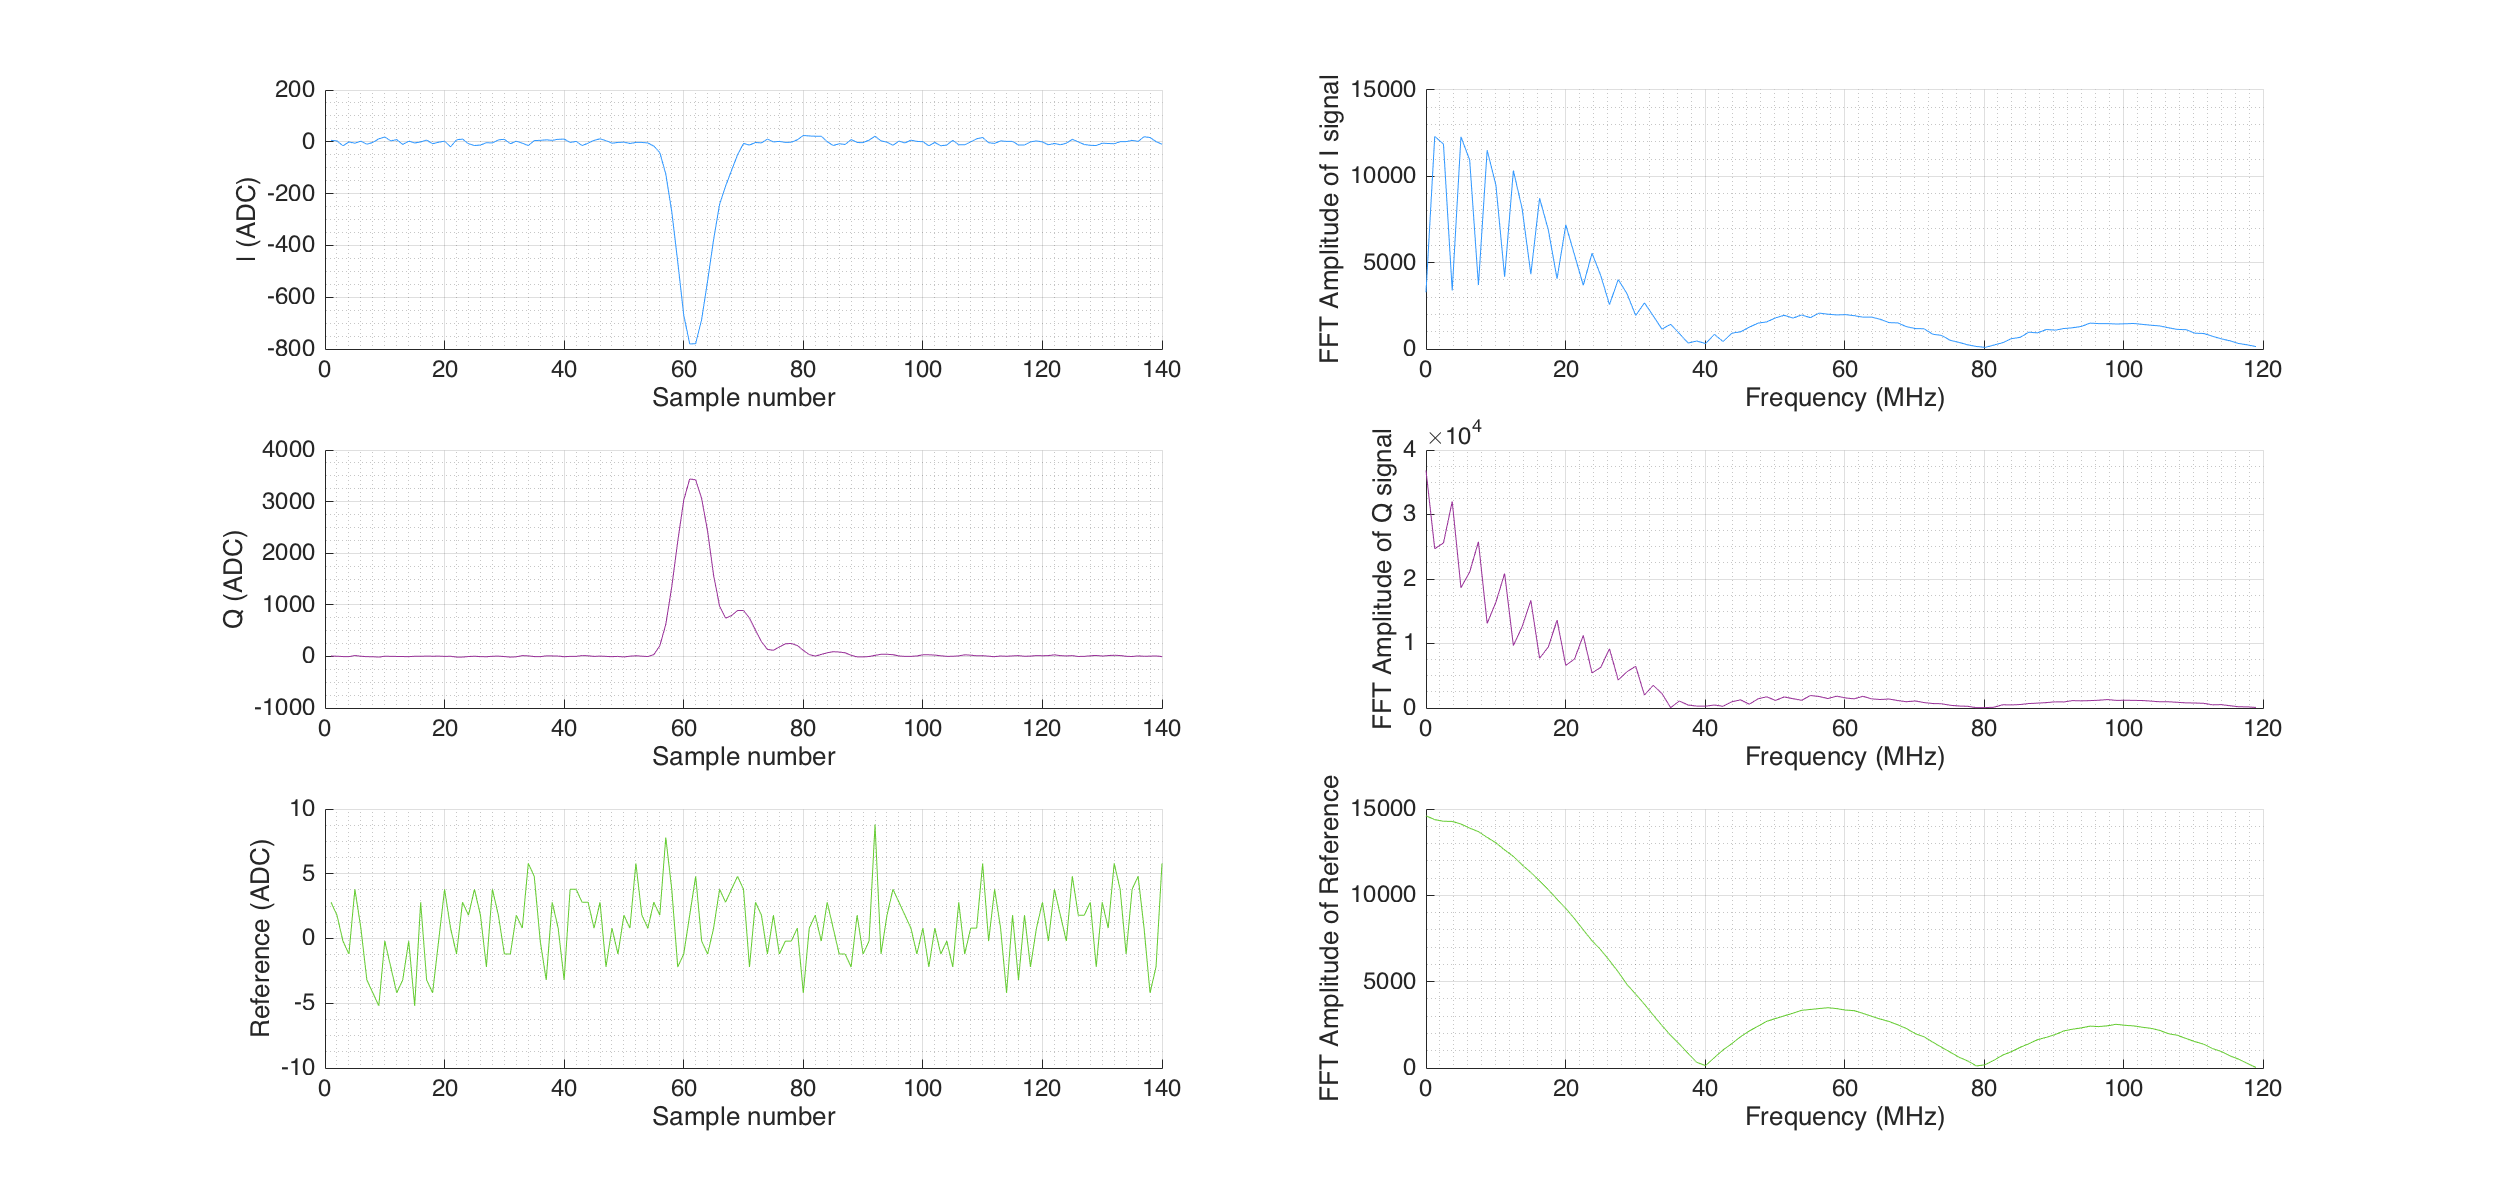 200
0
-200
-400
-600
-800
I (ADC)
0 20 40 60 80 100 120 140
Sample number
15000
10000
5000
0
FFT Amplitude of I signal
0 20 40 60 80 100 120
Frequency (MHz)
4000
3000
2000
1000
0
-1000
Q (ADC)
0 20 40 60 80 100 120 140
Sample number
×10⁴
4
3
2
1
0
FFT Amplitude of Q signal
0 20 40 60 80 100 120
Frequency (MHz)
10
5
0
-5
-10
Reference (ADC)
0 20 40 60 80 100 120 140
Sample number
15000
10000
5000
0
FFT Amplitude of Reference
0 20 40 60 80 100 120
Frequency (MHz)